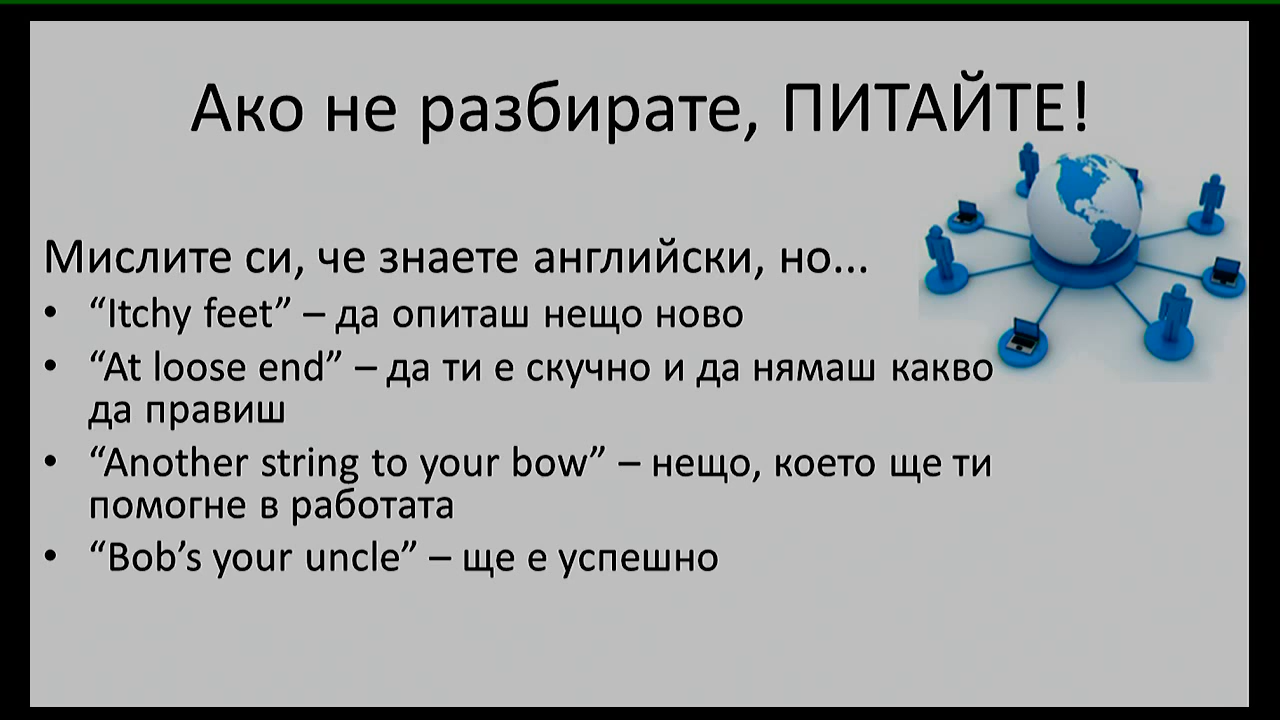 Ако не разбирате, ПИТАЙТЕ!
Мислите си, че знаете английски, но...
• “Itchy feet” – да опиташ нещо ново
• “At loose end” – да ти е скучно и да нямаш какво
да правиш
• “Another string to your bow” – нещо, което ще ти
помогне в работата
• “Bob’s your uncle” – ще е успешно